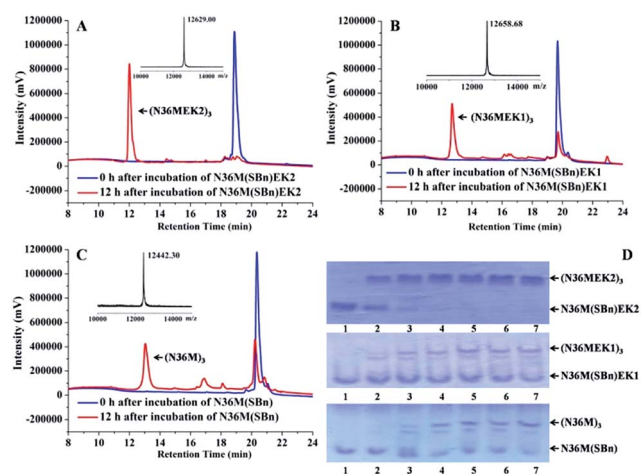 A
12629.00
10000 14000 m/z
(N36MEK2)3
0 h after incubation of N36M(SBn)EK2
12 h after incubation of N36M(SBn)EK2
Intensity (mV)
1200000
1000000
800000
600000
400000
200000
0
-200000
8 10 12 14 16 18 20 22 24
Retention Time (min)
B
12658.68
10000 14000 m/z
(N36MEK1)3
0 h after incubation of N36M(SBn)EK1
12 h after incubation of N36M(SBn)EK1
Intensity (mV)
1200000
1000000
800000
600000
400000
200000
0
-200000
8 10 12 14 16 18 20 22 24
Retention Time (min)
C
12442.30
10000 15000 m/z
(N36M)3
0 h after incubation of N36M(SBn)
12 h after incubation of N36M(SBn)
Intensity (mV)
1200000
1000000
800000
600000
400000
200000
0
-200000
8 10 12 14 16 18 20 22 24
Retention Time (min)
D
(N36MEK2)3
N36M(SBn)EK2
1 2 3 4 5 6 7
(N36MEK1)3
N36M(SBn)EK1
1 2 3 4 5 6 7
(N36M)3
N36M(SBn)
1 2 3 4 5 6 7